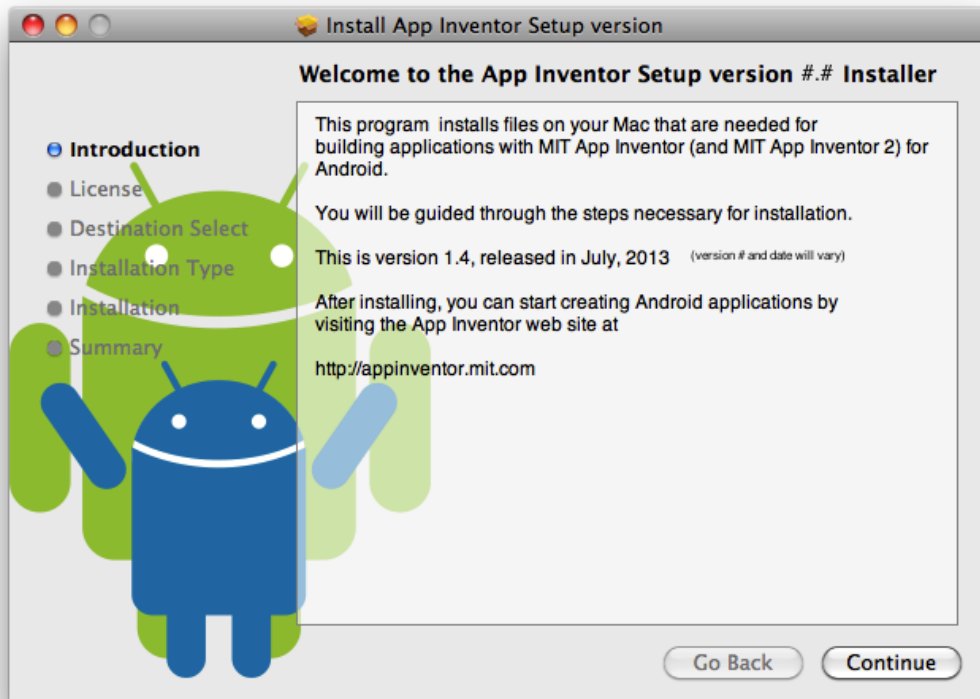 Install App Inventor Setup version
Welcome to the App Inventor Setup version #.# Installer
Introduction
License
Destination Select
Installation Type
Installation
Summary
This program installs files on your Mac that are needed for
building applications with MIT App Inventor (and MIT App Inventor 2) for
Android.
You will be guided through the steps necessary for installation.
This is version 1.4, released in July, 2013 (version # and date will vary)
After installing, you can start creating Android applications by
visiting the App Inventor web site at
http://appinventor.mit.com
Go Back
Continue